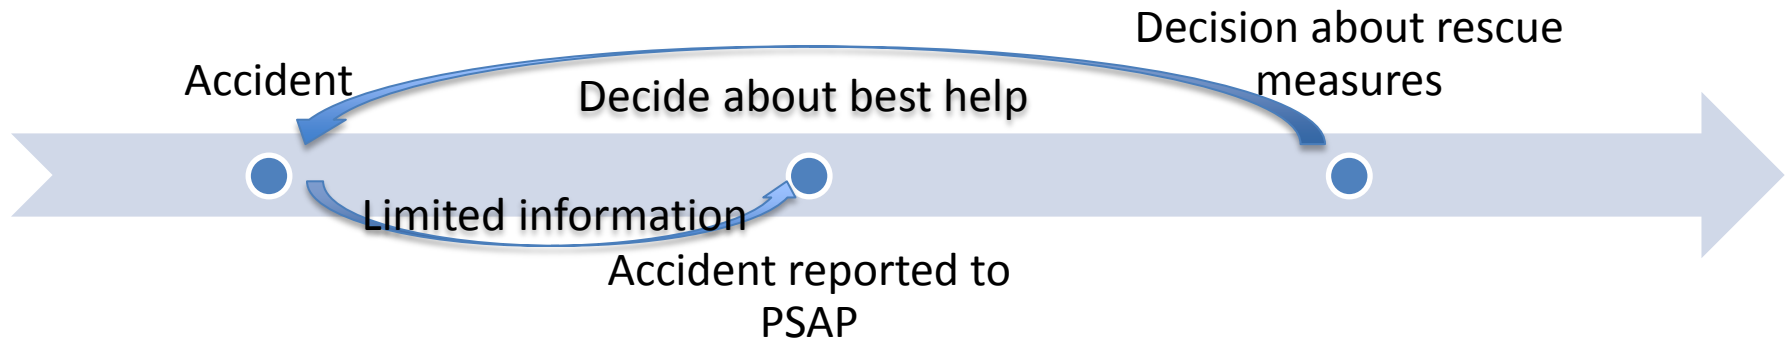 Accident
Decide about best help
Decision about rescue
measures
Limited information
Accident reported to
PSAP